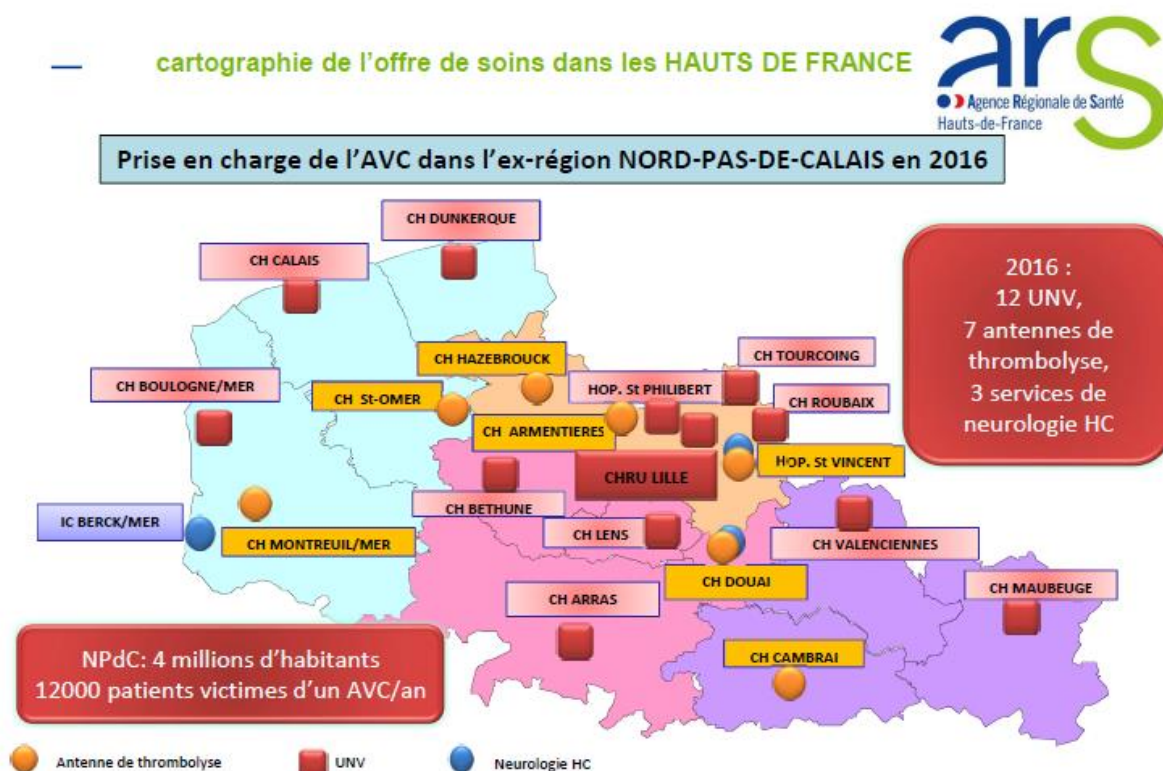 cartographie de l'offre de soins dans les HAUTS DE FRANCE
ars
Agence Régionale de Santé
Hauts-de-France
Prise en charge de l'AVC dans l'ex-région NORD-PAS-DE-CALAIS en 2016
CH DUNKERQUE
CH CALAIS
2016 :
12 UNV,
7 antennes de
thrombolyse,
3 services de
neurologie HC
CH HAZEBROUCK
CH TOURCOING
CH BOULOGNE/MER
CH St-OMER
HOP. St PHILIBERT
CH ROUBAIX
CH ARMENTIERES
HOP. St VINCENT
CHRU LILLE
CH BETHUNE
IC BERCK/MER
CH MONTREUIL/MER
CH LENS
CH VALENCIENNES
CH DOUAI
CH ARRAS
CH MAUBEUGE
NPdC: 4 millions d'habitants
12000 patients victimes d'un AVC/an
CH CAMBRAI
Antenne de thrombolyse
UNV
Neurologie HC